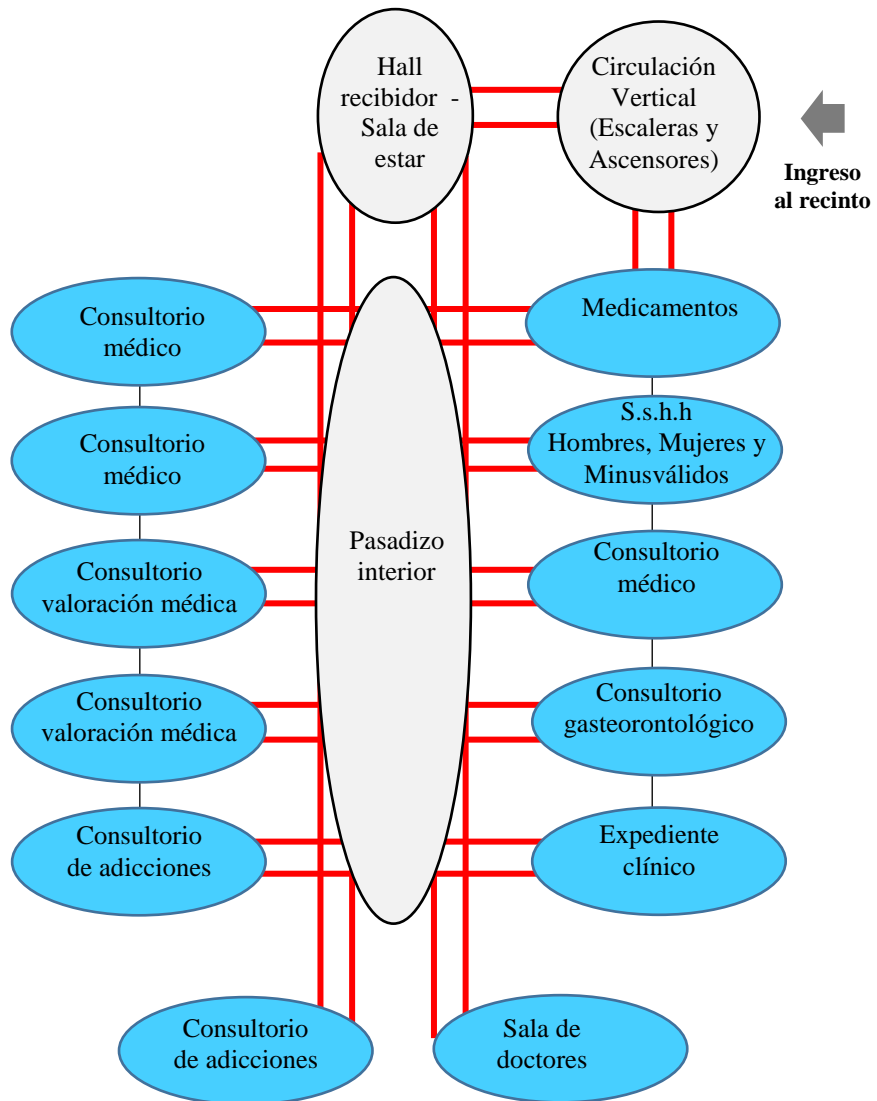 Hall
recibidor -
Sala de
estar
Circulación
Vertical
(Escaleras y
Ascensores)
Ingreso
al recinto
Consultorio
médico
Medicamentos
Consultorio
médico
S.s.h.h
Hombres, Mujeres y
Minusválidos
Pasadizo
interior
Consultorio
valoración médica
Consultorio
médico
Consultorio
valoración médica
Consultorio
gasteorontológico
Consultorio
de adicciones
Expediente
clínico
Consultorio
de adicciones
Sala de
doctores